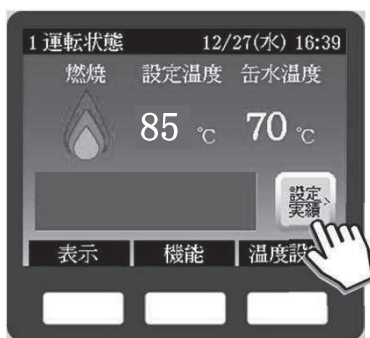 1 運転状態 12/27(水) 16:39
燃焼 設定温度 缶水温度
85 ℃ 70 ℃
設定
実績
表示 機能 温度設